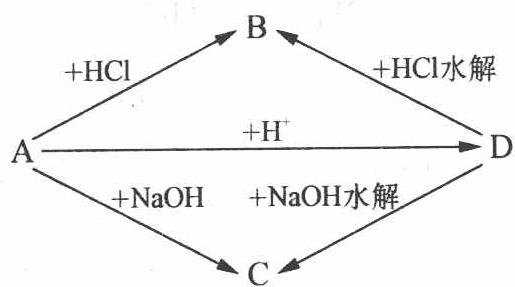 B
+HCl
+HCl水解
A
+H⁺
D
+NaOH
+NaOH水解
C